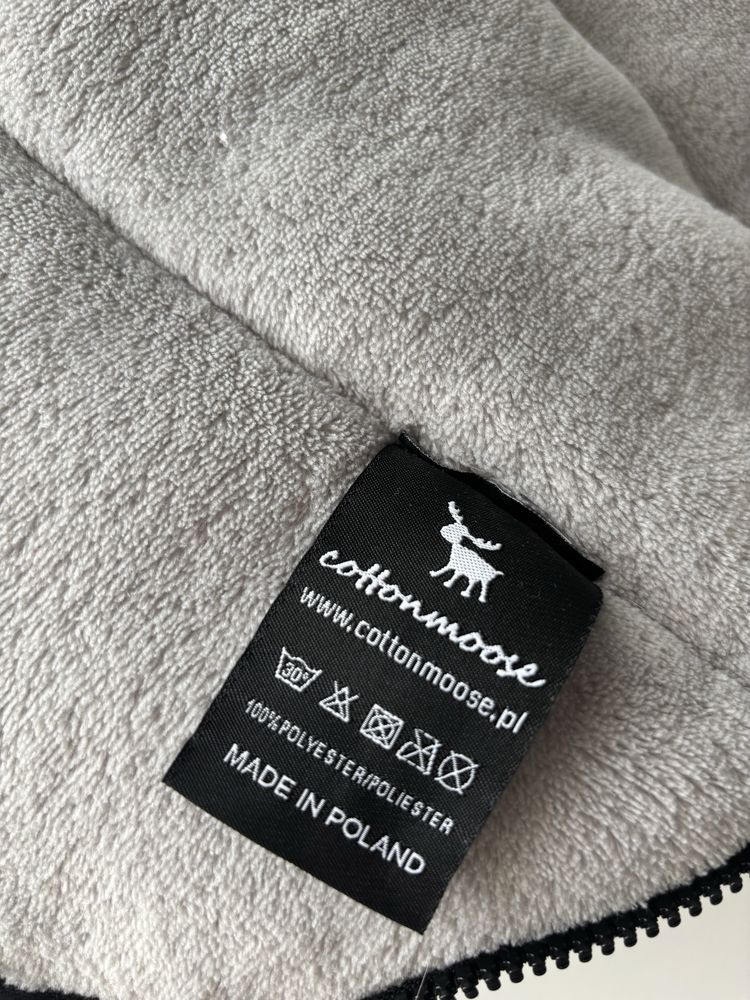 cottonmoose
www.cottonmoose.pl
30°
100% POLYESTER/POLIESTER
MADE IN POLAND